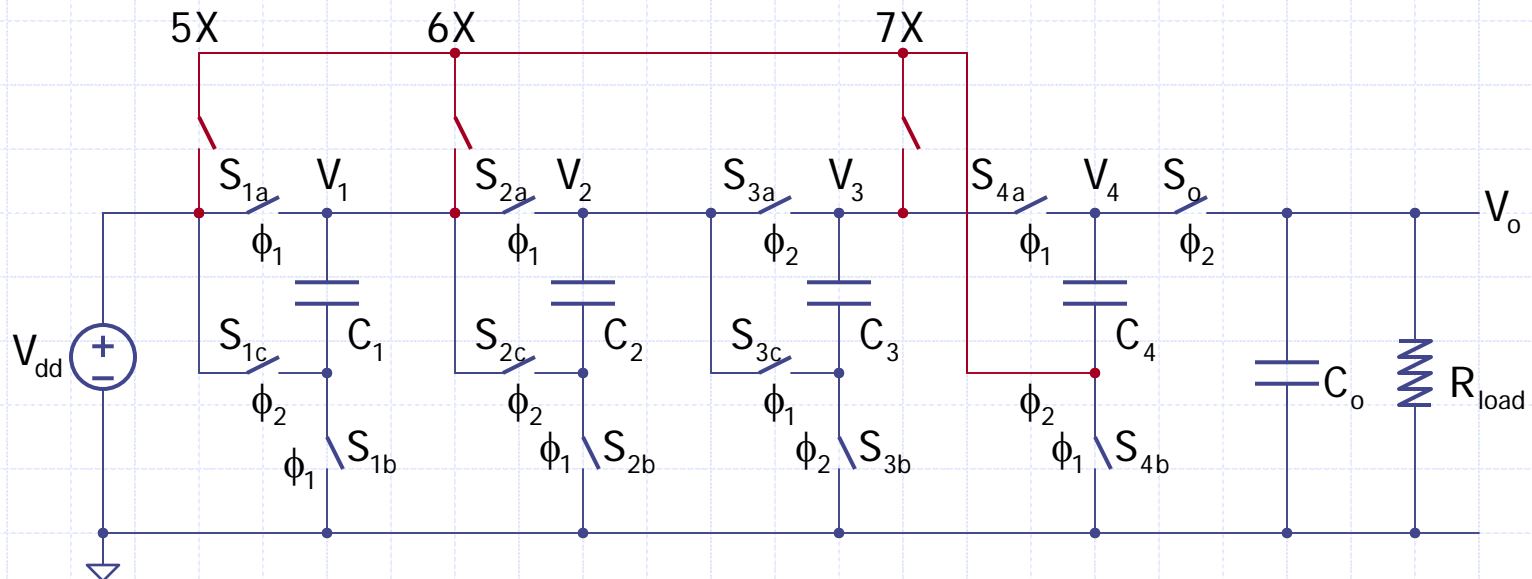 5X 6X 7X
S1a V1 S2a V2 S3a V3 S4a V4 So Vo
ϕ1 ϕ1 ϕ2 ϕ1 ϕ2
Vdd + − S1c C1 S2c C2 S3c C3 C4 Co Rload
ϕ2 ϕ2 ϕ1 ϕ2
ϕ1 S1b ϕ1 S2b ϕ2 S3b ϕ1 S4b